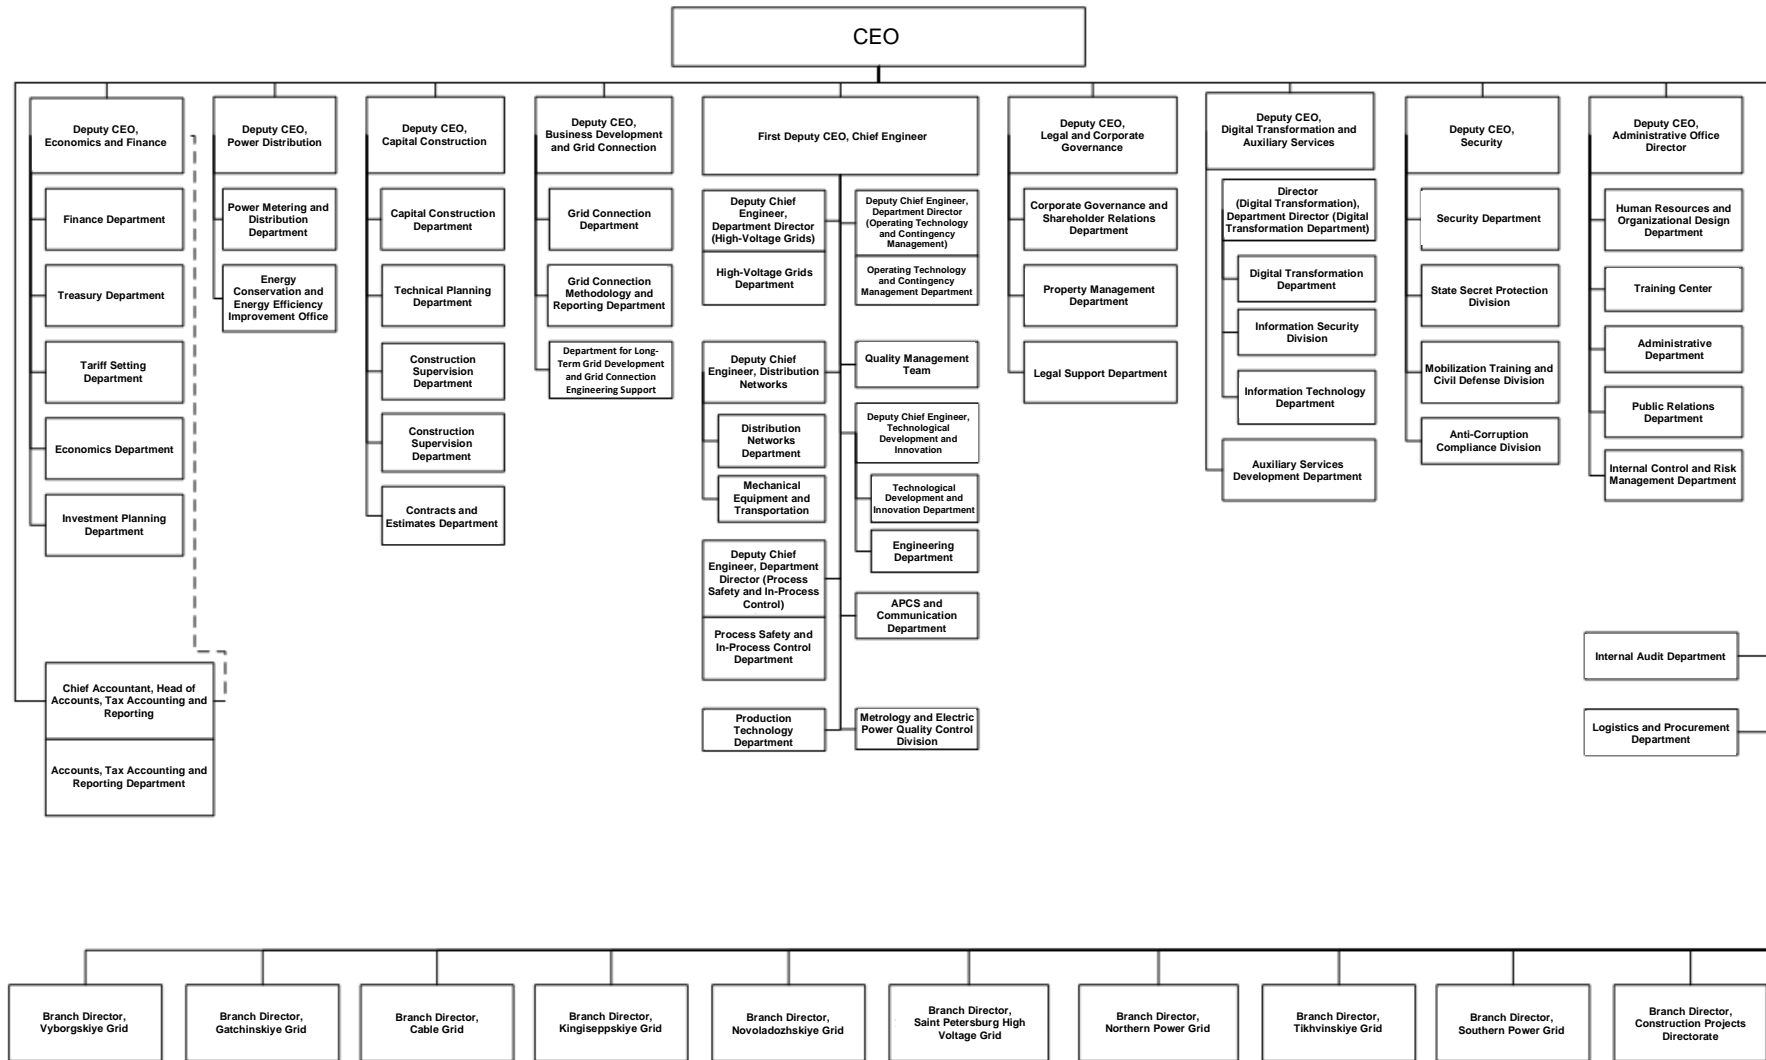 CEO
Deputy CEO,
Economics and Finance
Finance Department
Treasury Department
Tariff Setting
Department
Economics Department
Investment Planning
Department
Chief Accountant, Head of
Accounts, Tax Accounting and
Reporting
Accounts, Tax Accounting and
Reporting Department
Deputy CEO,
Power Distribution
Power Metering and
Distribution
Department
Energy
Conservation and
Energy Efficiency
Improvement Office
Deputy CEO,
Capital Construction
Capital Construction
Department
Technical Planning
Department
Construction
Supervision
Department
Construction
Supervision
Department
Contracts and
Estimates Department
Deputy CEO,
Business Development
and Grid Connection
Grid Connection
Department
Grid Connection
Methodology and
Reporting Department
Department for Long-
Term Grid Development
and Grid Connection
Engineering Support
First Deputy CEO, Chief Engineer
Deputy Chief
Engineer,
Department Director
(High-Voltage Grids)
High-Voltage Grids
Department
Deputy Chief
Engineer, Distribution
Networks
Distribution
Networks
Department
Mechanical
Equipment and
Transportation
Deputy Chief
Engineer, Department
Director (Process
Safety and In-Process
Control)
Process Safety and
In-Process Control
Department
Production
Technology
Department
Deputy Chief Engineer,
Department Director
(Operating Technology
and Contingency
Management)
Operating Technology
and Contingency
Management Department
Quality Management
Team
Deputy Chief Engineer,
Technological
Development and
Innovation
Technological
Development and
Innovation Department
Engineering
Department
APCS and
Communication
Department
Metrology and Electric
Power Quality Control
Division
Deputy CEO,
Legal and Corporate
Governance
Corporate Governance and
Shareholder Relations
Department
Property Management
Department
Legal Support Department
Deputy CEO,
Digital Transformation and
Auxiliary Services
Director
(Digital Transformation),
Department Director (Digital
Transformation Department)
Digital Transformation
Department
Information Security
Division
Information Technology
Department
Auxiliary Services
Development Department
Deputy CEO,
Security
Security Department
State Secret Protection
Division
Mobilization Training and
Civil Defense Division
Anti-Corruption
Compliance Division
Deputy CEO,
Administrative Office
Director
Human Resources and
Organizational Design
Department
Training Center
Administrative
Department
Public Relations
Department
Internal Control and Risk
Management Department
Internal Audit Department
Logistics and Procurement
Department
Branch Director,
Vyborgskiye Grid
Branch Director,
Gatchinskiye Grid
Branch Director,
Cable Grid
Branch Director,
Kingiseppskiye Grid
Branch Director,
Novoladozhskiye Grid
Branch Director,
Saint Petersburg High
Voltage Grid
Branch Director,
Northern Power Grid
Branch Director,
Tikhvinskiye Grid
Branch Director,
Southern Power Grid
Branch Director,
Construction Projects
Directorate